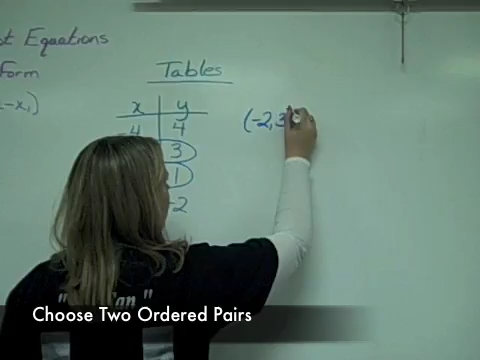 Equations
Form
-x₁)
Tables
x y
-4 4
3
1
-2
(-2,3
Choose Two Ordered Pairs